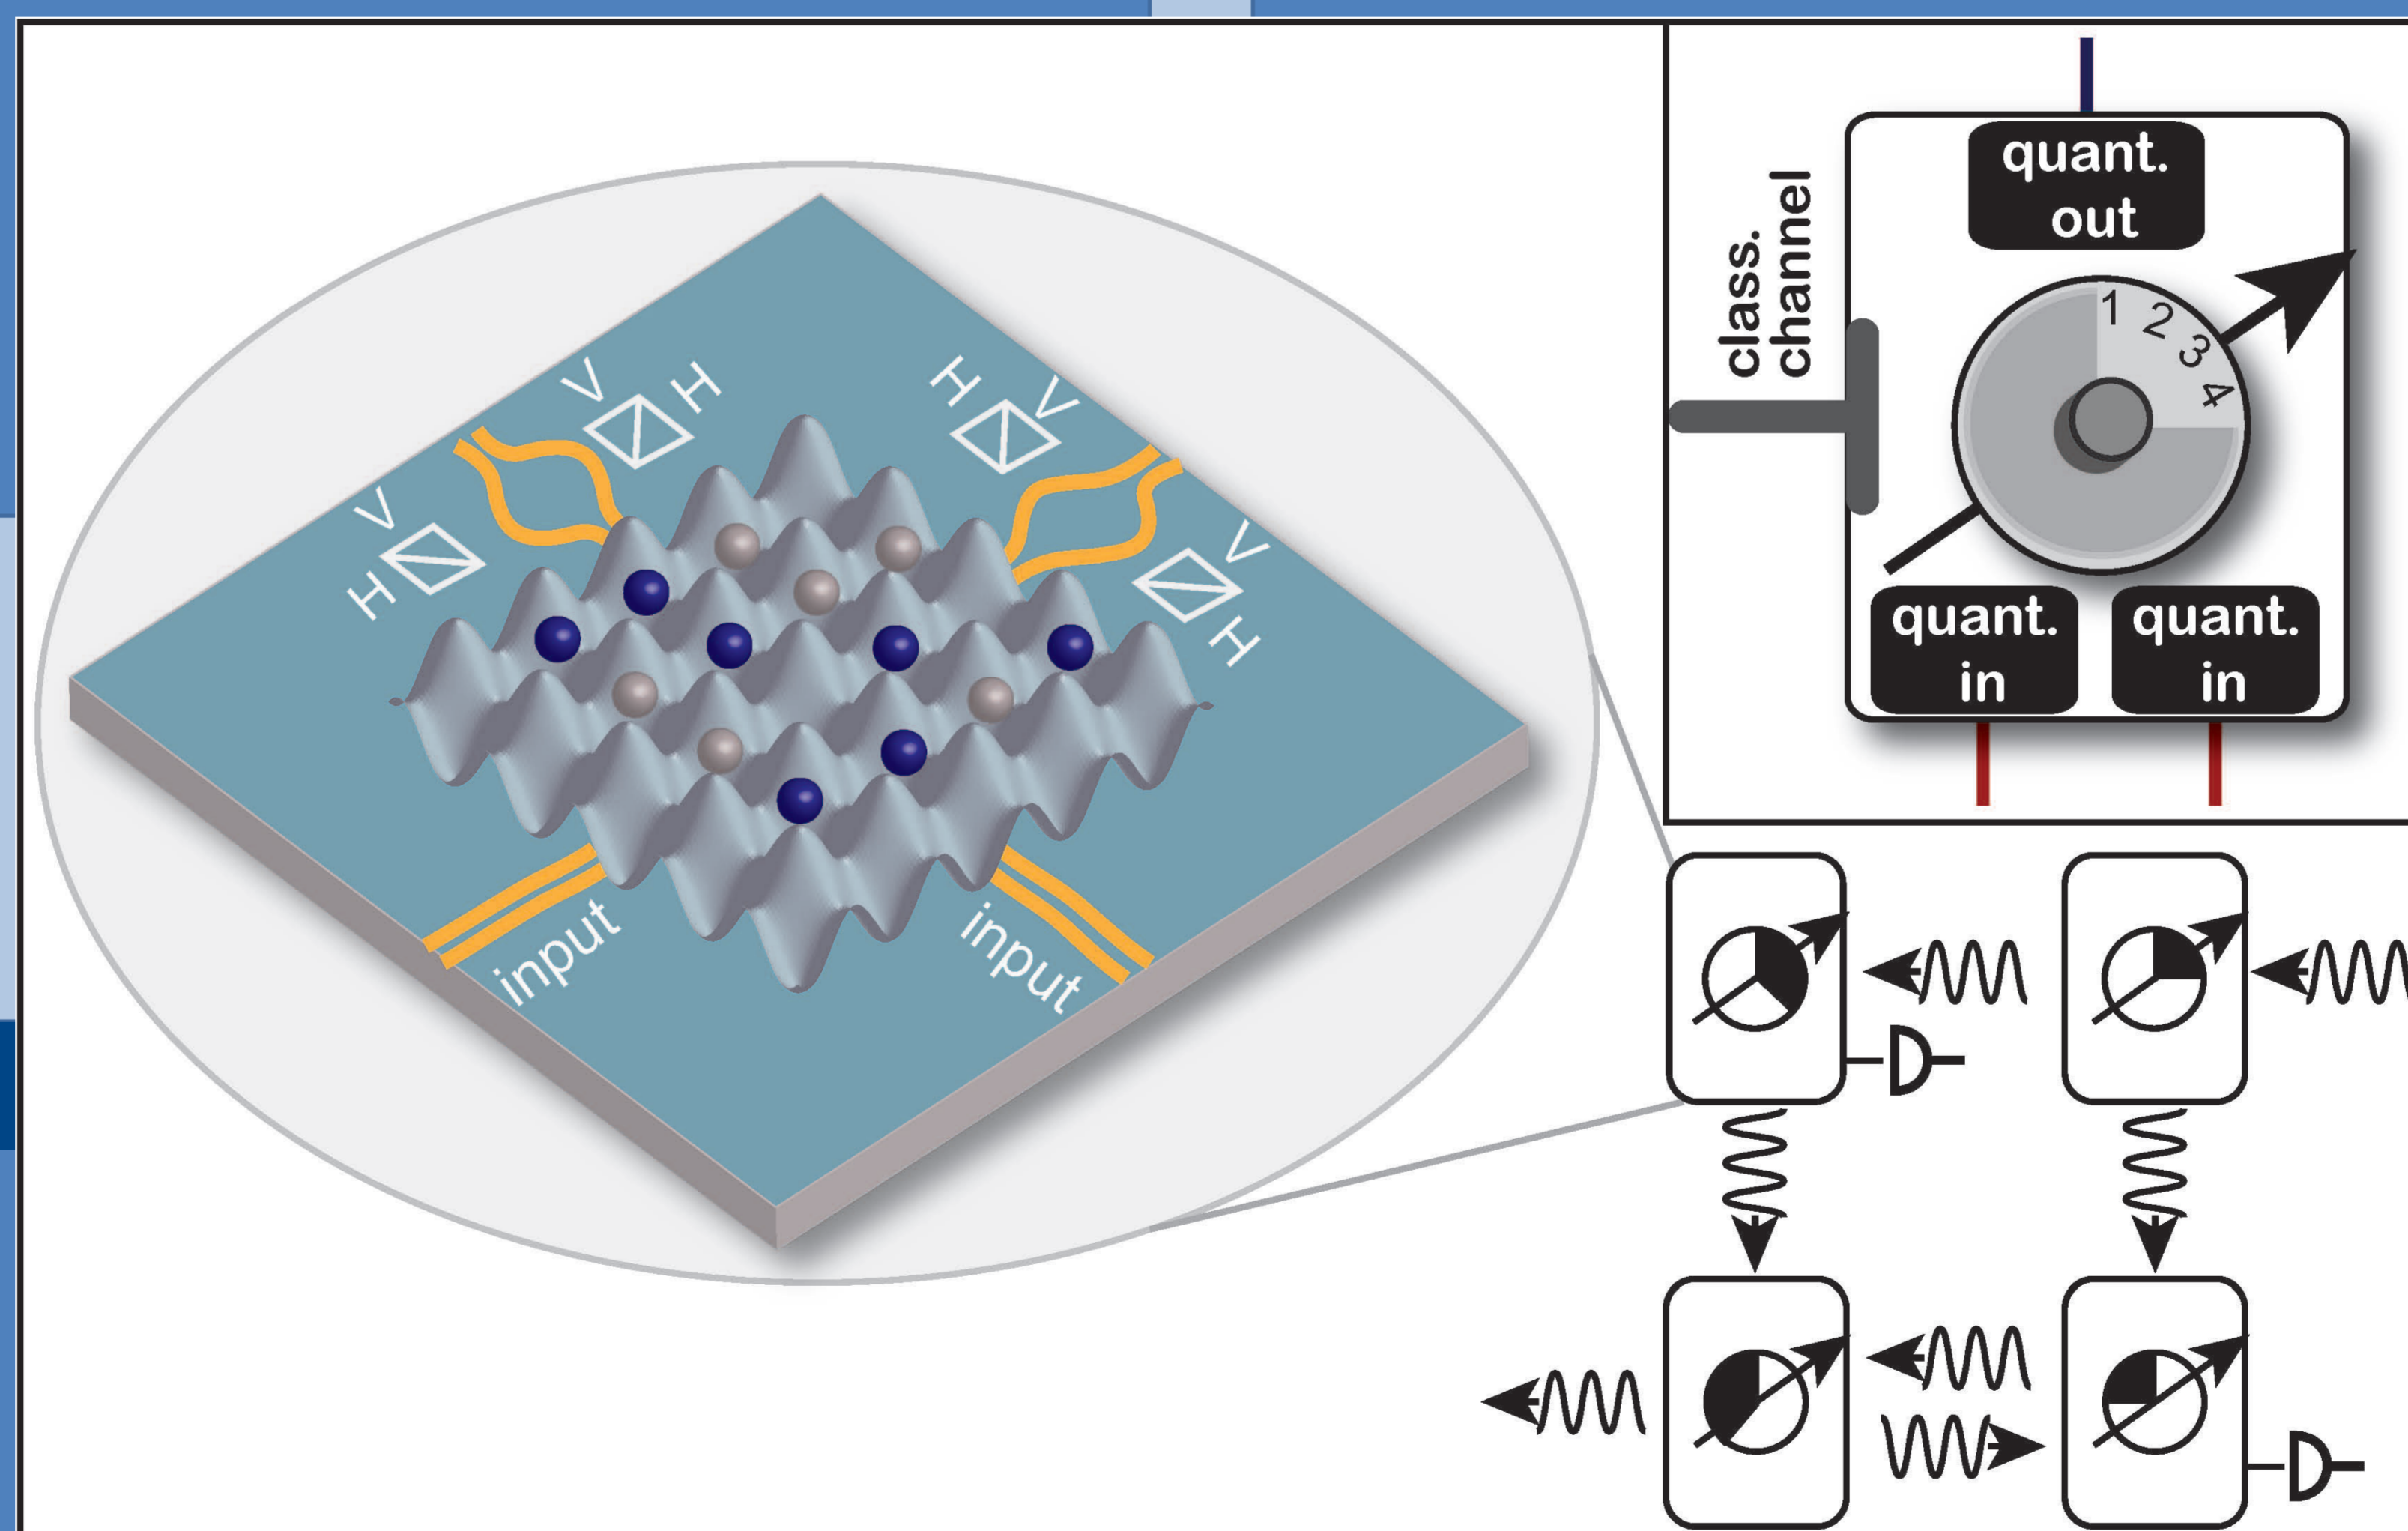 V
H
H
V
V
H
V
H
input
input
class.
channel
quant.
out
1
2
3
4
quant.
in
quant.
in